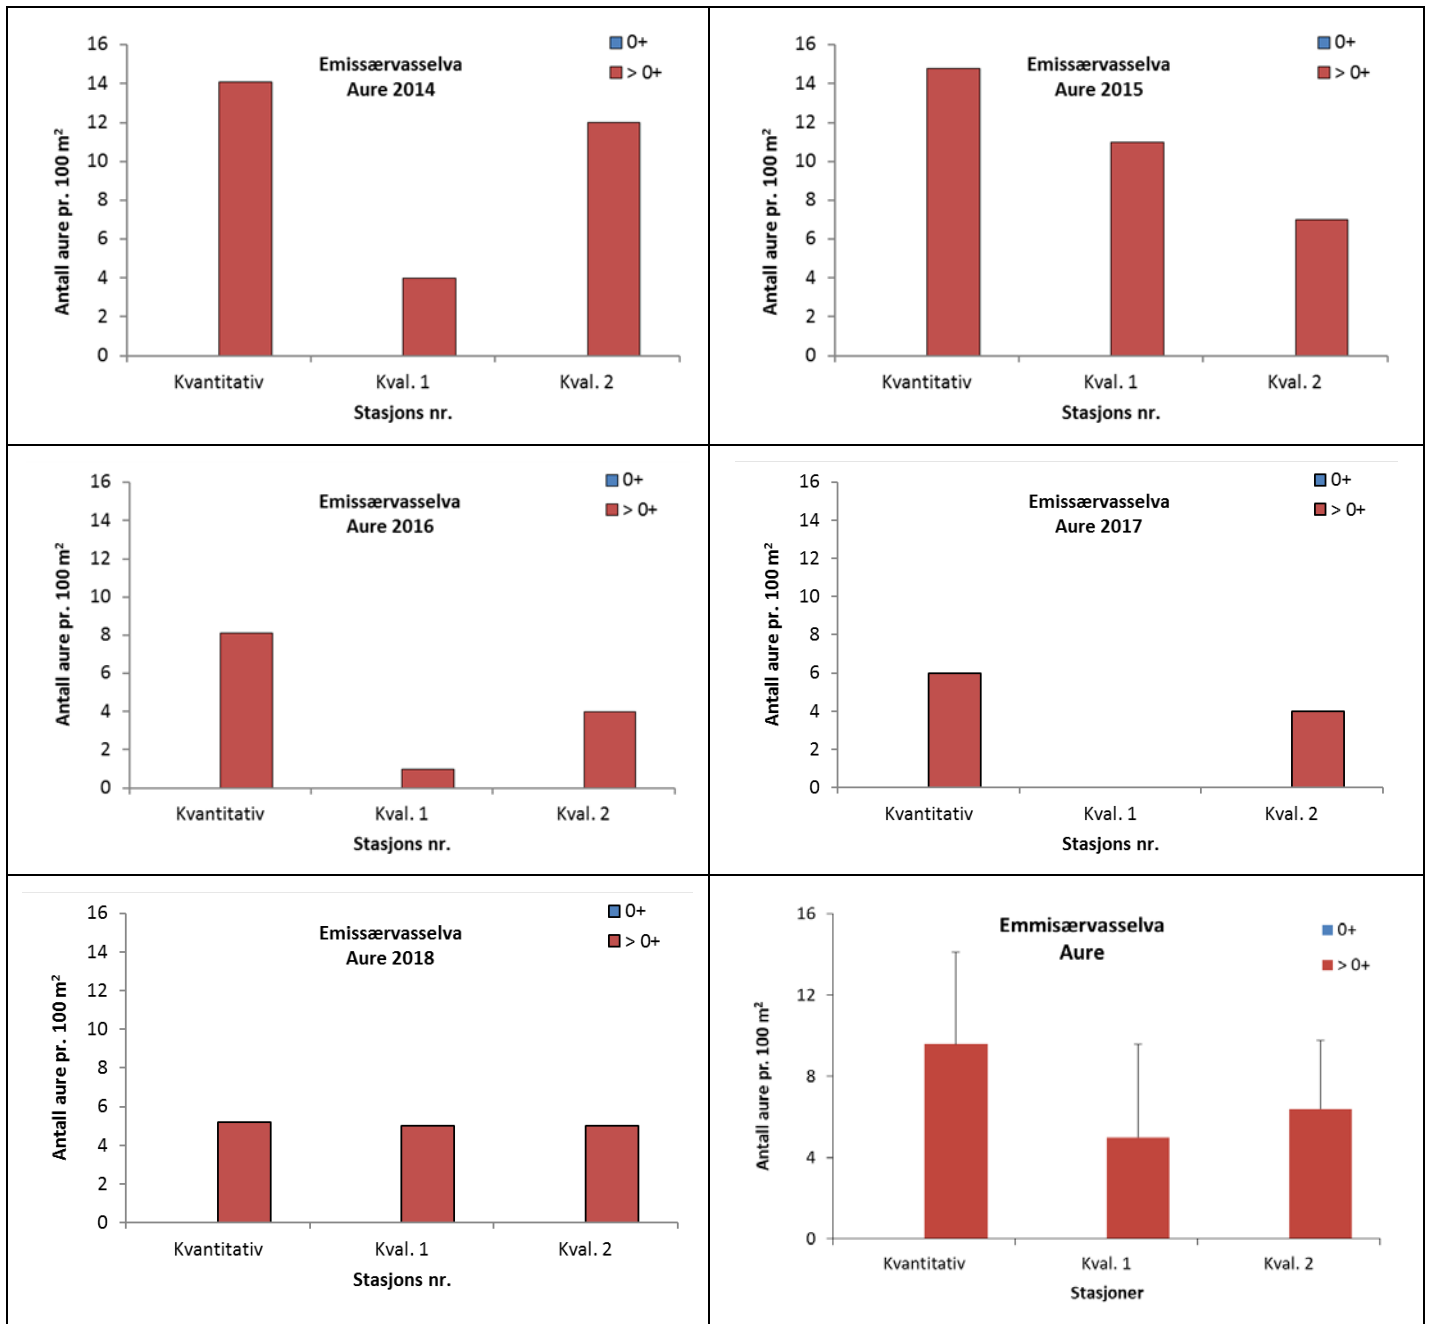 Emissærvasselva
Aure 2014
0+
> 0+
Antall aure pr. 100 m²
16
14
12
10
8
6
4
2
0
Kvantitativ Kval. 1 Kval. 2
Stasjons nr.
Emissærvasselva
Aure 2015
0+
> 0+
Antall aure pr. 100 m²
16
14
12
10
8
6
4
2
0
Kvantitativ Kval. 1 Kval. 2
Stasjons nr.
Emissærvasselva
Aure 2016
0+
> 0+
Antall aure pr. 100 m²
16
14
12
10
8
6
4
2
0
Kvantitativ Kval. 1 Kval. 2
Stasjons nr.
Emissærvasselva
Aure 2017
0+
> 0+
Antall aure pr. 100 m²
16
14
12
10
8
6
4
2
0
Kvantitativ Kval. 1 Kval. 2
Stasjons nr.
Emissærvasselva
Aure 2018
0+
> 0+
Antall aure pr. 100 m²
16
14
12
10
8
6
4
2
0
Kvantitativ Kval. 1 Kval. 2
Stasjons nr.
Emmisærvasselva
Aure
0+
> 0+
Antall aure pr. 100 m²
16
12
8
4
0
Kvantitativ Kval. 1 Kval. 2
Stasjoner